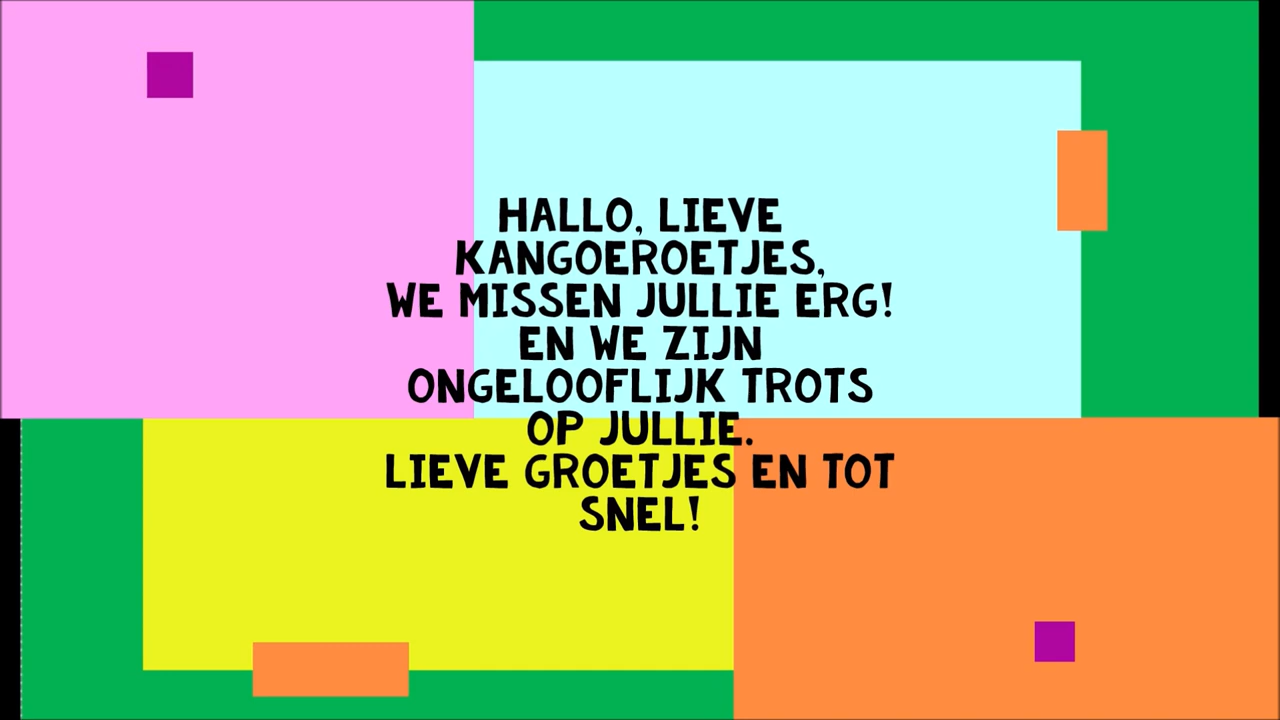 HALLO, LIEVE
KANGOEROETJES,
WE MISSEN JULLIE ERG!
EN WE ZIJN
ONGELOOFLIJK TROTS
OP JULLIE.
LIEVE GROETJES EN TOT
SNEL!